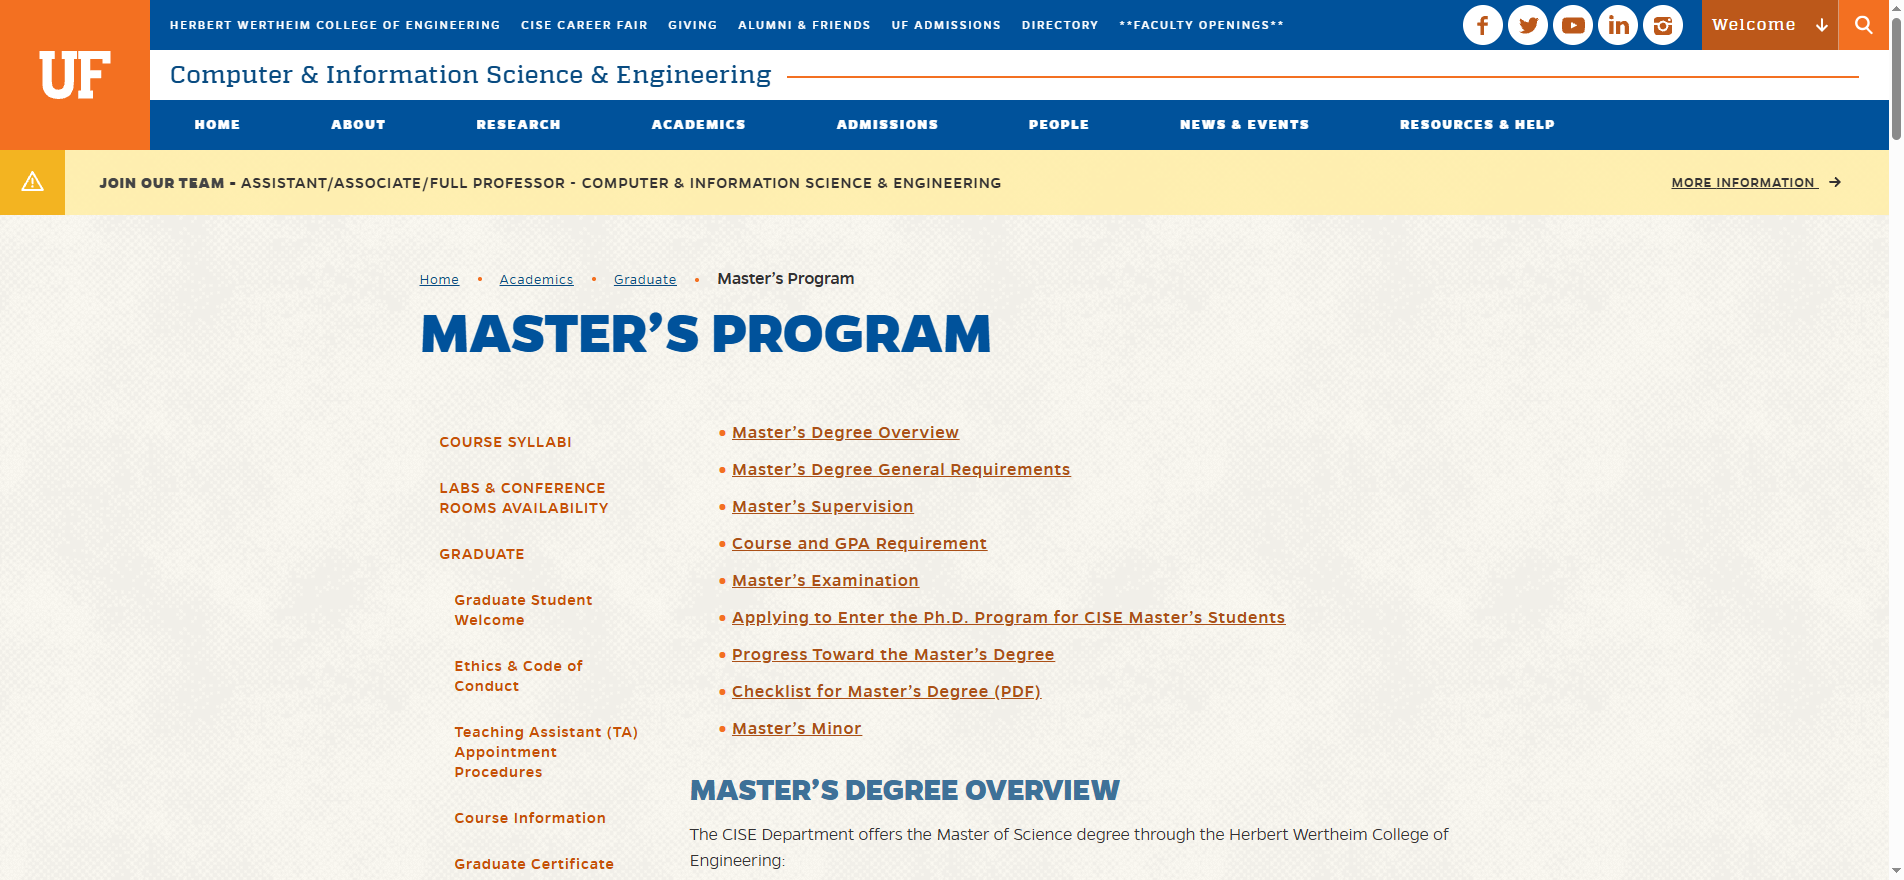 HERBERT WERTHEIM COLLEGE OF ENGINEERING CISE CAREER FAIR GIVING ALUMNI & FRIENDS UF ADMISSIONS DIRECTORY **FACULTY OPENINGS**
Welcome
UF
Computer & Information Science & Engineering
HOME ABOUT RESEARCH ACADEMICS ADMISSIONS PEOPLE NEWS & EVENTS RESOURCES & HELP
JOIN OUR TEAM - ASSISTANT/ASSOCIATE/FULL PROFESSOR - COMPUTER & INFORMATION SCIENCE & ENGINEERING
MORE INFORMATION
Home • Academics • Graduate • Master’s Program
MASTER’S PROGRAM
COURSE SYLLABI
LABS & CONFERENCE
ROOMS AVAILABILITY
GRADUATE
Graduate Student
Welcome
Ethics & Code of
Conduct
Teaching Assistant (TA)
Appointment
Procedures
Course Information
Graduate Certificate
• Master’s Degree Overview
• Master’s Degree General Requirements
• Master’s Supervision
• Course and GPA Requirement
• Master’s Examination
• Applying to Enter the Ph.D. Program for CISE Master’s Students
• Progress Toward the Master’s Degree
• Checklist for Master’s Degree (PDF)
• Master’s Minor
MASTER’S DEGREE OVERVIEW
The CISE Department offers the Master of Science degree through the Herbert Wertheim College of
Engineering: